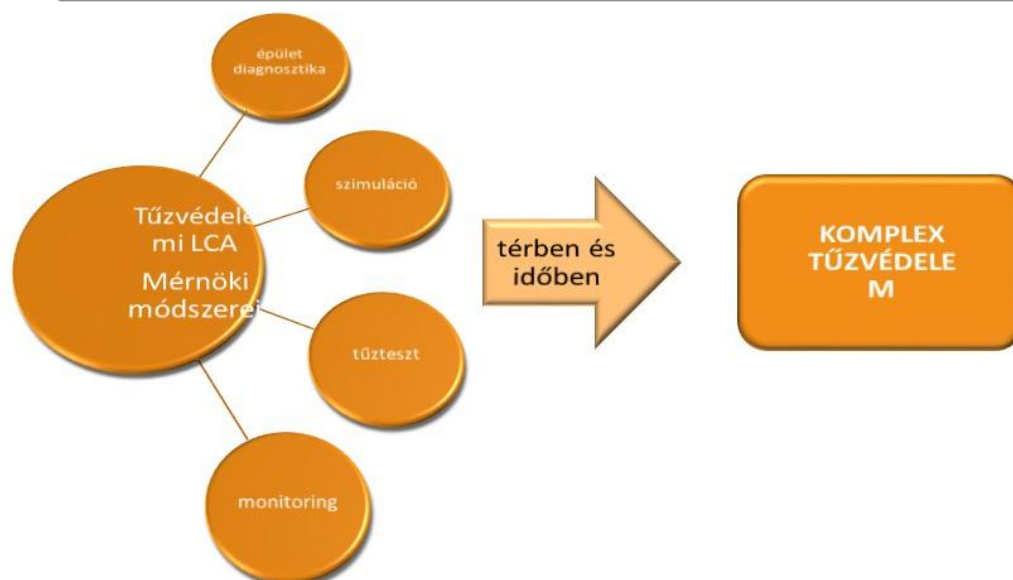 épület
diagnosztika
szimuláció
Tűzvédele
mi LCA
Mérnöki
módszerei
tűzteszt
monitoring
térben és
időben
KOMPLEX
TŰZVÉDELE
M